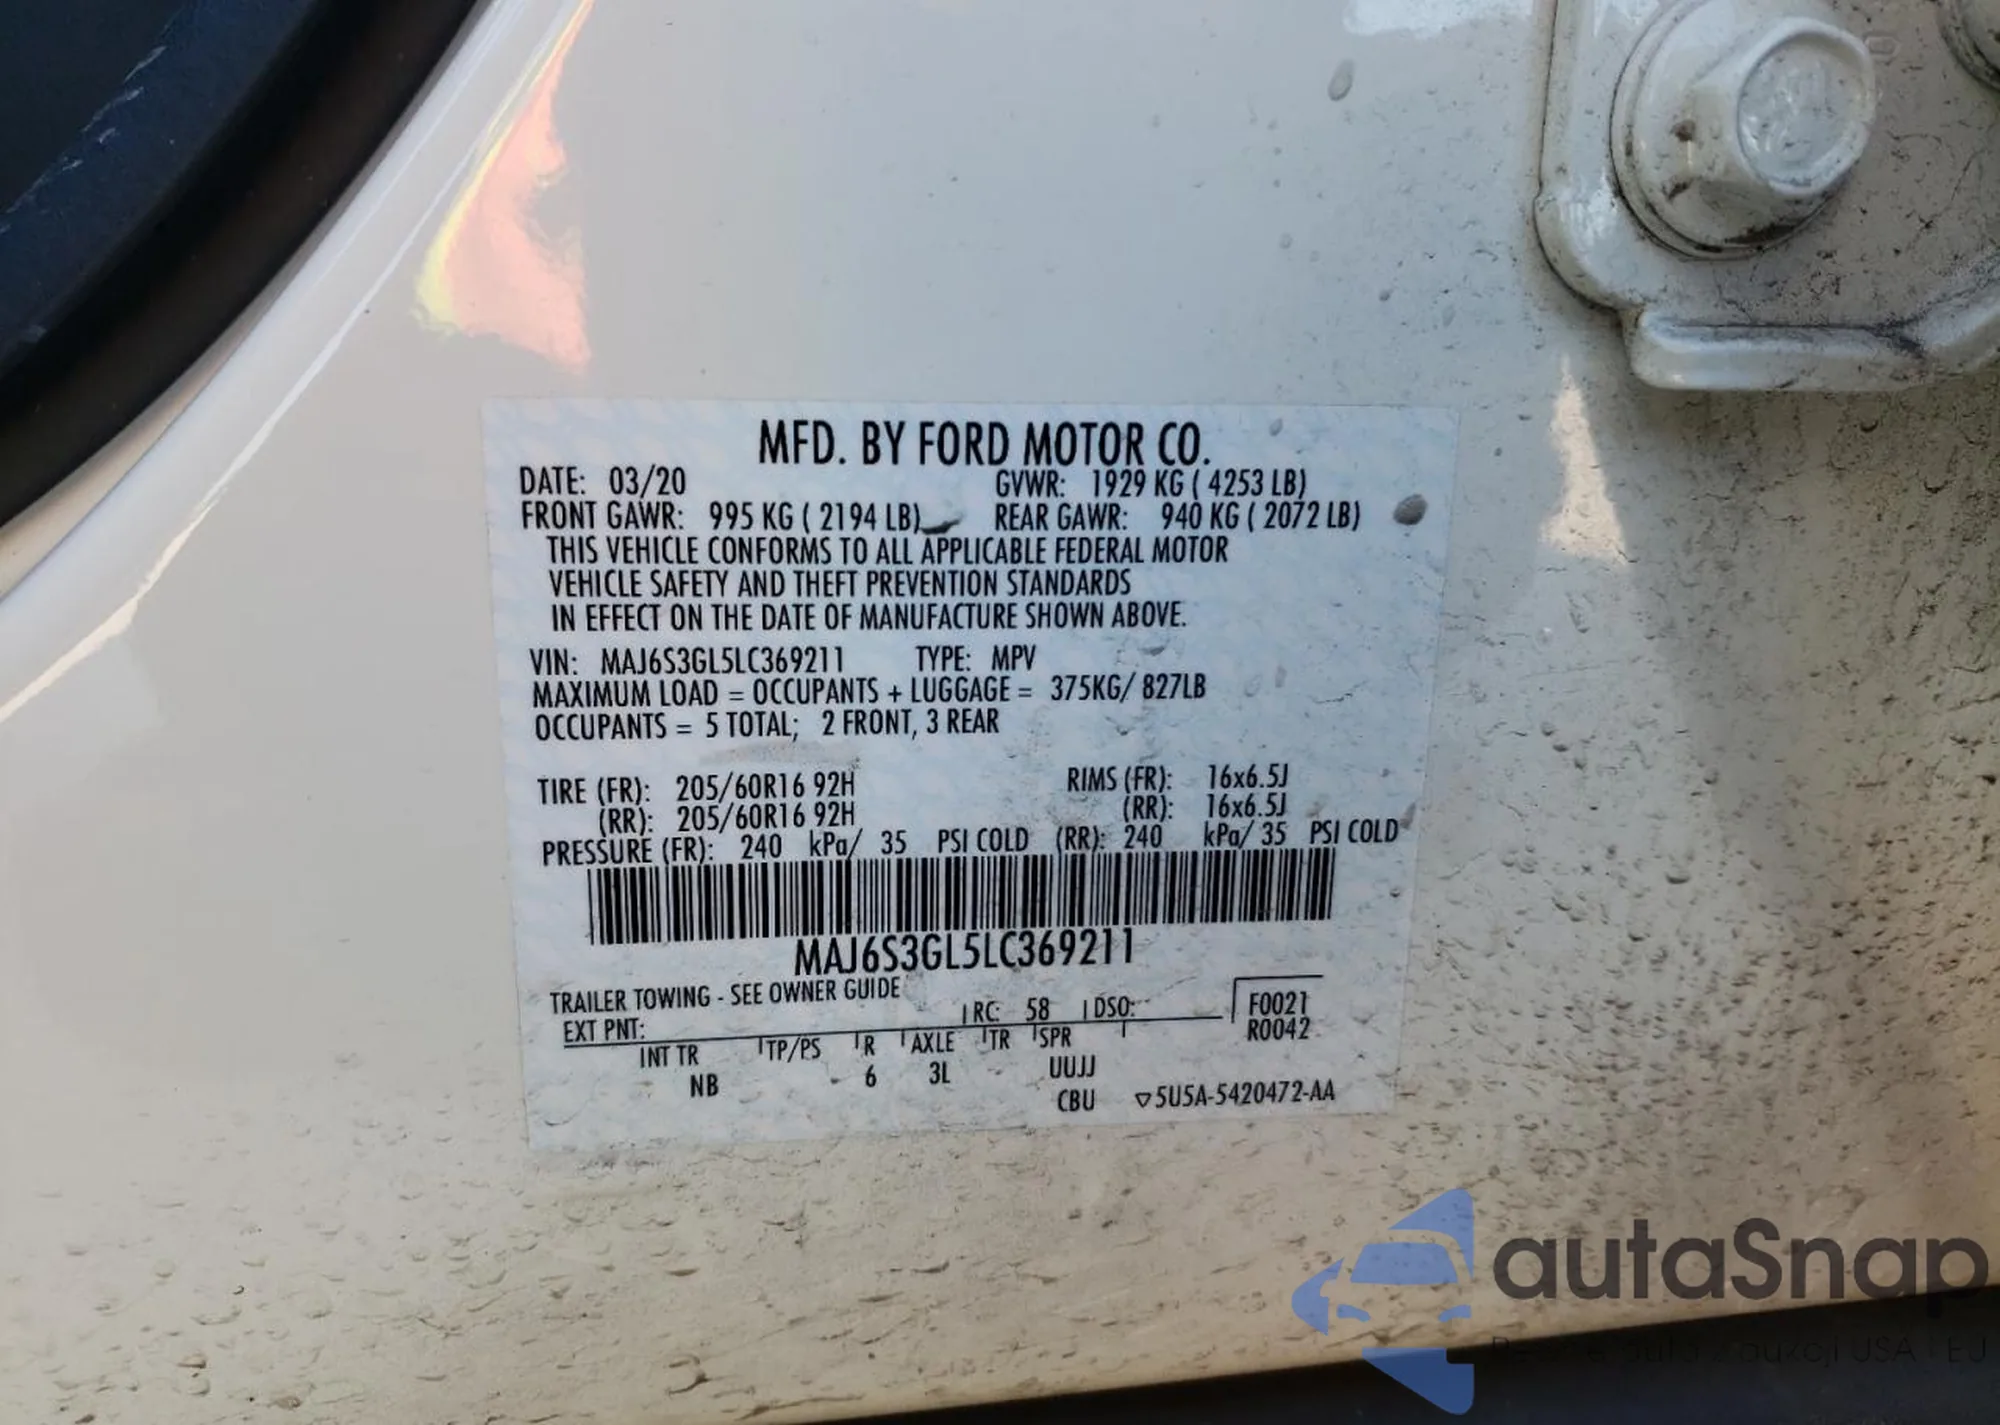 MFD. BY FORD MOTOR CO.
DATE: 03/20 GVWR: 1929 KG ( 4253 LB)
FRONT GAWR: 995 KG ( 2194 LB) REAR GAWR: 940 KG ( 2072 LB)
THIS VEHICLE CONFORMS TO ALL APPLICABLE FEDERAL MOTOR
VEHICLE SAFETY AND THEFT PREVENTION STANDARDS
IN EFFECT ON THE DATE OF MANUFACTURE SHOWN ABOVE.
VIN: MAJ6S3GL5LC369211 TYPE: MPV
MAXIMUM LOAD = OCCUPANTS + LUGGAGE = 375KG/ 827LB
OCCUPANTS = 5 TOTAL; 2 FRONT, 3 REAR
TIRE (FR): 205/60R16 92H RIMS (FR): 16x6.5J
(RR): 205/60R16 92H (RR): 16x6.5J
PRESSURE (FR): 240 kPa/ 35 PSI COLD (RR): 240 kPa/ 35 PSI COLD
MAJ6S3GL5LC369211
TRAILER TOWING - SEE OWNER GUIDE
EXT PNT: RC: 58 DSO: F0021
R0042
INT TR TP/PS R AXLE TR SPR
NB 6 3L UUJJ
CBU ▽5U5A-5420472-AA
autaSnap
USA